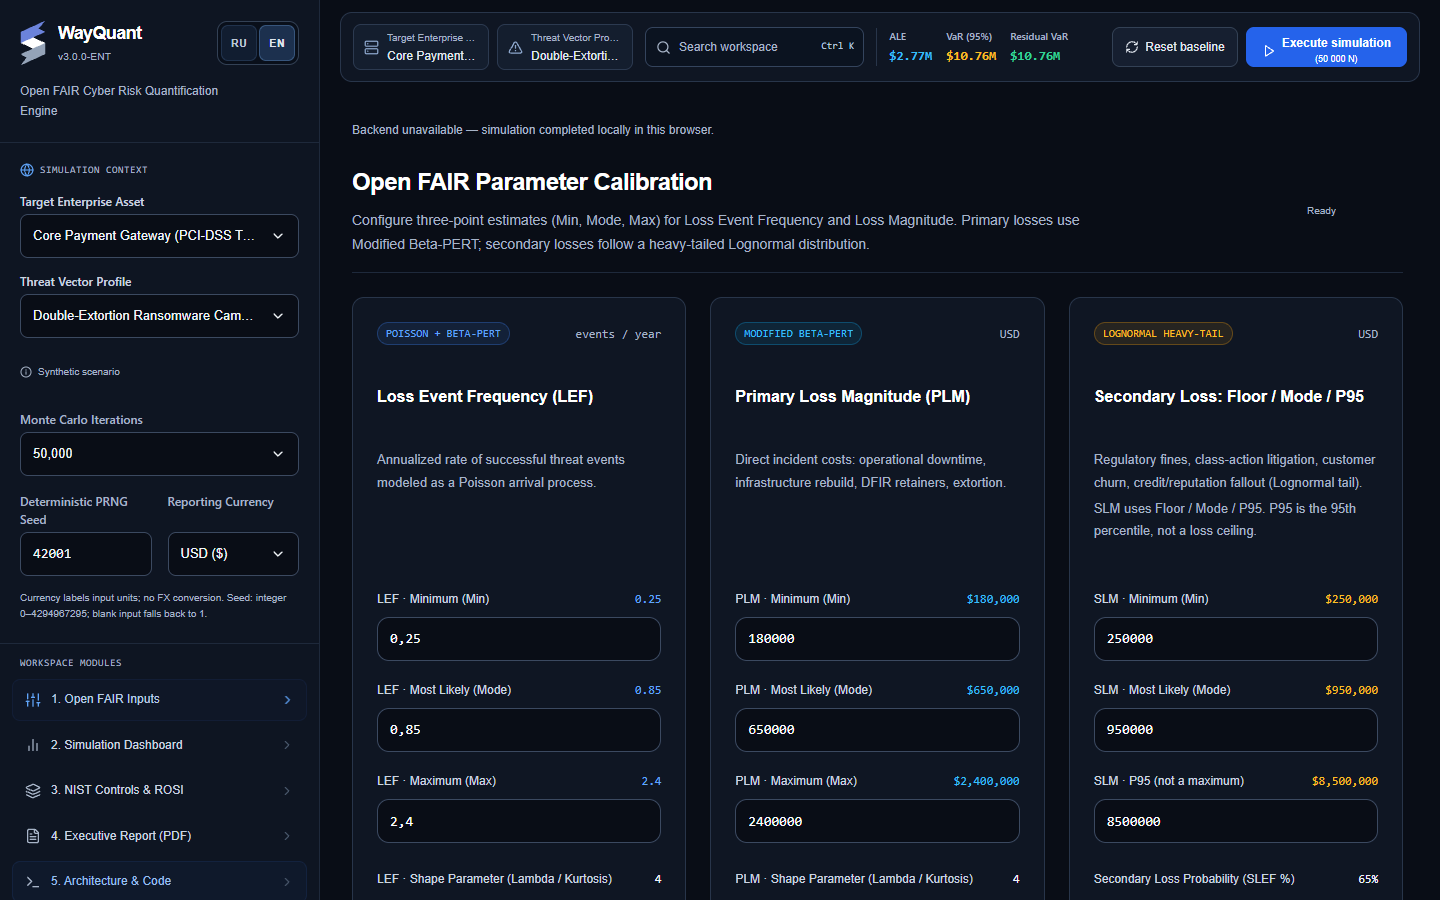 WayQuant
v3.0.0-ENT
RU
EN
Open FAIR Cyber Risk Quantification
Engine
SIMULATION CONTEXT
Target Enterprise Asset
Core Payment Gateway (PCI-DSS T...
Threat Vector Profile
Double-Extortion Ransomware Cam...
Synthetic scenario
Monte Carlo Iterations
50,000
Deterministic PRNG
Seed
Reporting Currency
42001
USD ($)
Currency labels input units; no FX conversion. Seed: integer
0–4294967295; blank input falls back to 1.
WORKSPACE MODULES
1. Open FAIR Inputs
2. Simulation Dashboard
3. NIST Controls & ROSI
4. Executive Report (PDF)
5. Architecture & Code
Target Enterprise ...
Core Payment...
Threat Vector Pro...
Double-Extorti...
Search workspace
Ctrl K
ALE
$2.77M
VaR (95%)
$10.76M
Residual VaR
$10.76M
Reset baseline
Execute simulation
(50 000 N)
Backend unavailable — simulation completed locally in this browser.
Open FAIR Parameter Calibration
Configure three-point estimates (Min, Mode, Max) for Loss Event Frequency and Loss Magnitude. Primary losses use
Modified Beta-PERT; secondary losses follow a heavy-tailed Lognormal distribution.
Ready
POISSON + BETA-PERT
events / year
Loss Event Frequency (LEF)
Annualized rate of successful threat events
modeled as a Poisson arrival process.
LEF · Minimum (Min)
0.25
0,25
LEF · Most Likely (Mode)
0.85
0,85
LEF · Maximum (Max)
2.4
2,4
LEF · Shape Parameter (Lambda / Kurtosis)
4
MODIFIED BETA-PERT
USD
Primary Loss Magnitude (PLM)
Direct incident costs: operational downtime,
infrastructure rebuild, DFIR retainers, extortion.
PLM · Minimum (Min)
$180,000
180000
PLM · Most Likely (Mode)
$650,000
650000
PLM · Maximum (Max)
$2,400,000
2400000
PLM · Shape Parameter (Lambda / Kurtosis)
4
LOGNORMAL HEAVY-TAIL
USD
Secondary Loss: Floor / Mode / P95
Regulatory fines, class-action litigation, customer
churn, credit/reputation fallout (Lognormal tail).
SLM uses Floor / Mode / P95. P95 is the 95th
percentile, not a loss ceiling.
SLM · Minimum (Min)
$250,000
250000
SLM · Most Likely (Mode)
$950,000
950000
SLM · P95 (not a maximum)
$8,500,000
8500000
Secondary Loss Probability (SLEF %)
65%